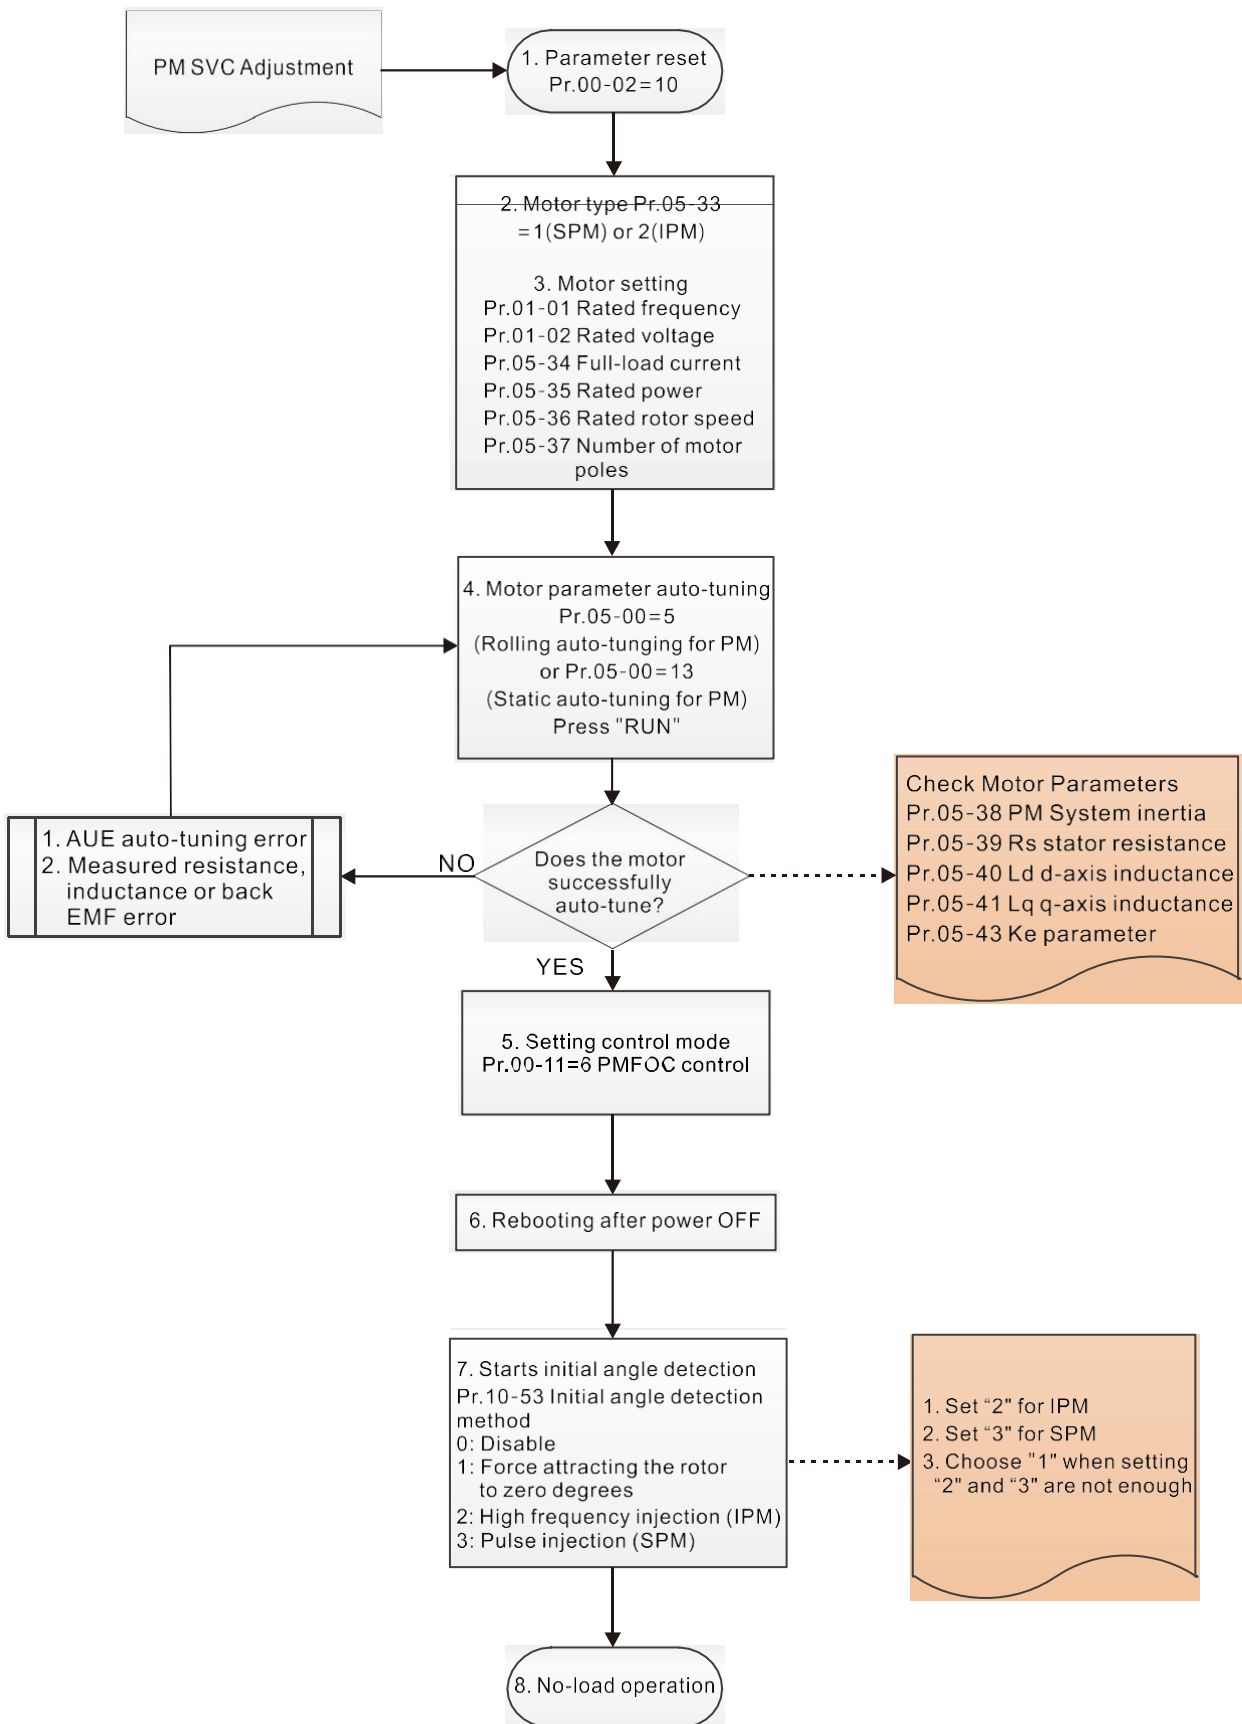 PM SVC Adjustment
1. Parameter reset
Pr.00-02=10
2. Motor type Pr.05-33
=1(SPM) or 2(IPM)
3. Motor setting
Pr.01-01 Rated frequency
Pr.01-02 Rated voltage
Pr.05-34 Full-load current
Pr.05-35 Rated power
Pr.05-36 Rated rotor speed
Pr.05-37 Number of motor
poles
4. Motor parameter auto-tuning
Pr.05-00=5
(Rolling auto-tunging for PM)
or Pr.05-00=13
(Static auto-tuning for PM)
Press "RUN"
Does the motor
successfully
auto-tune?
NO
1. AUE auto-tuning error
2. Measured resistance,
inductance or back
EMF error
Check Motor Parameters
Pr.05-38 PM System inertia
Pr.05-39 Rs stator resistance
Pr.05-40 Ld d-axis inductance
Pr.05-41 Lq q-axis inductance
Pr.05-43 Ke parameter
YES
5. Setting control mode
Pr.00-11=6 PMFOC control
6. Rebooting after power OFF
7. Starts initial angle detection
Pr.10-53 Initial angle detection
method
0: Disable
1: Force attracting the rotor
to zero degrees
2: High frequency injection (IPM)
3: Pulse injection (SPM)
1. Set “2" for IPM
2. Set “3" for SPM
3. Choose "1" when setting
“2" and “3" are not enough
8. No-load operation